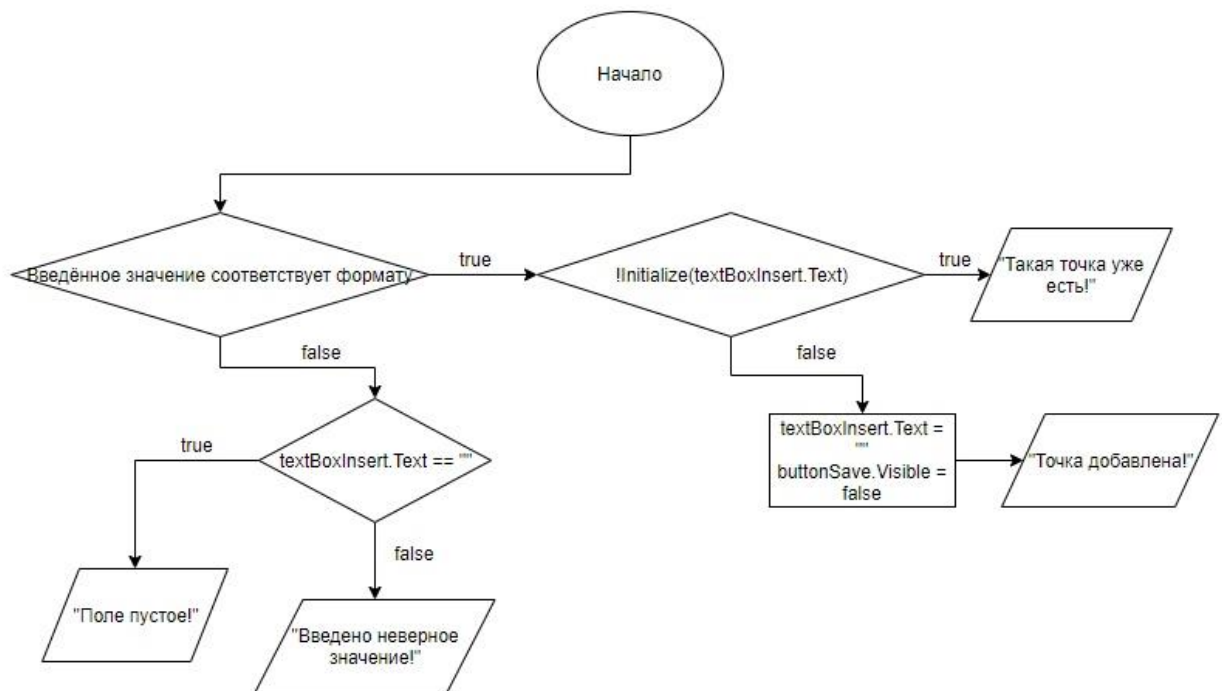 Начало
Введённое значение соответствует формату
true
!Initialize(textBoxInsert.Text)
true
"Такая точка уже
есть!"
false
false
true
textBoxInsert.Text == ""
textBoxInsert.Text =
""
buttonSave.Visible =
false
"Точка добавлена!"
false
"Поле пустое!"
"Введено неверное
значение!"